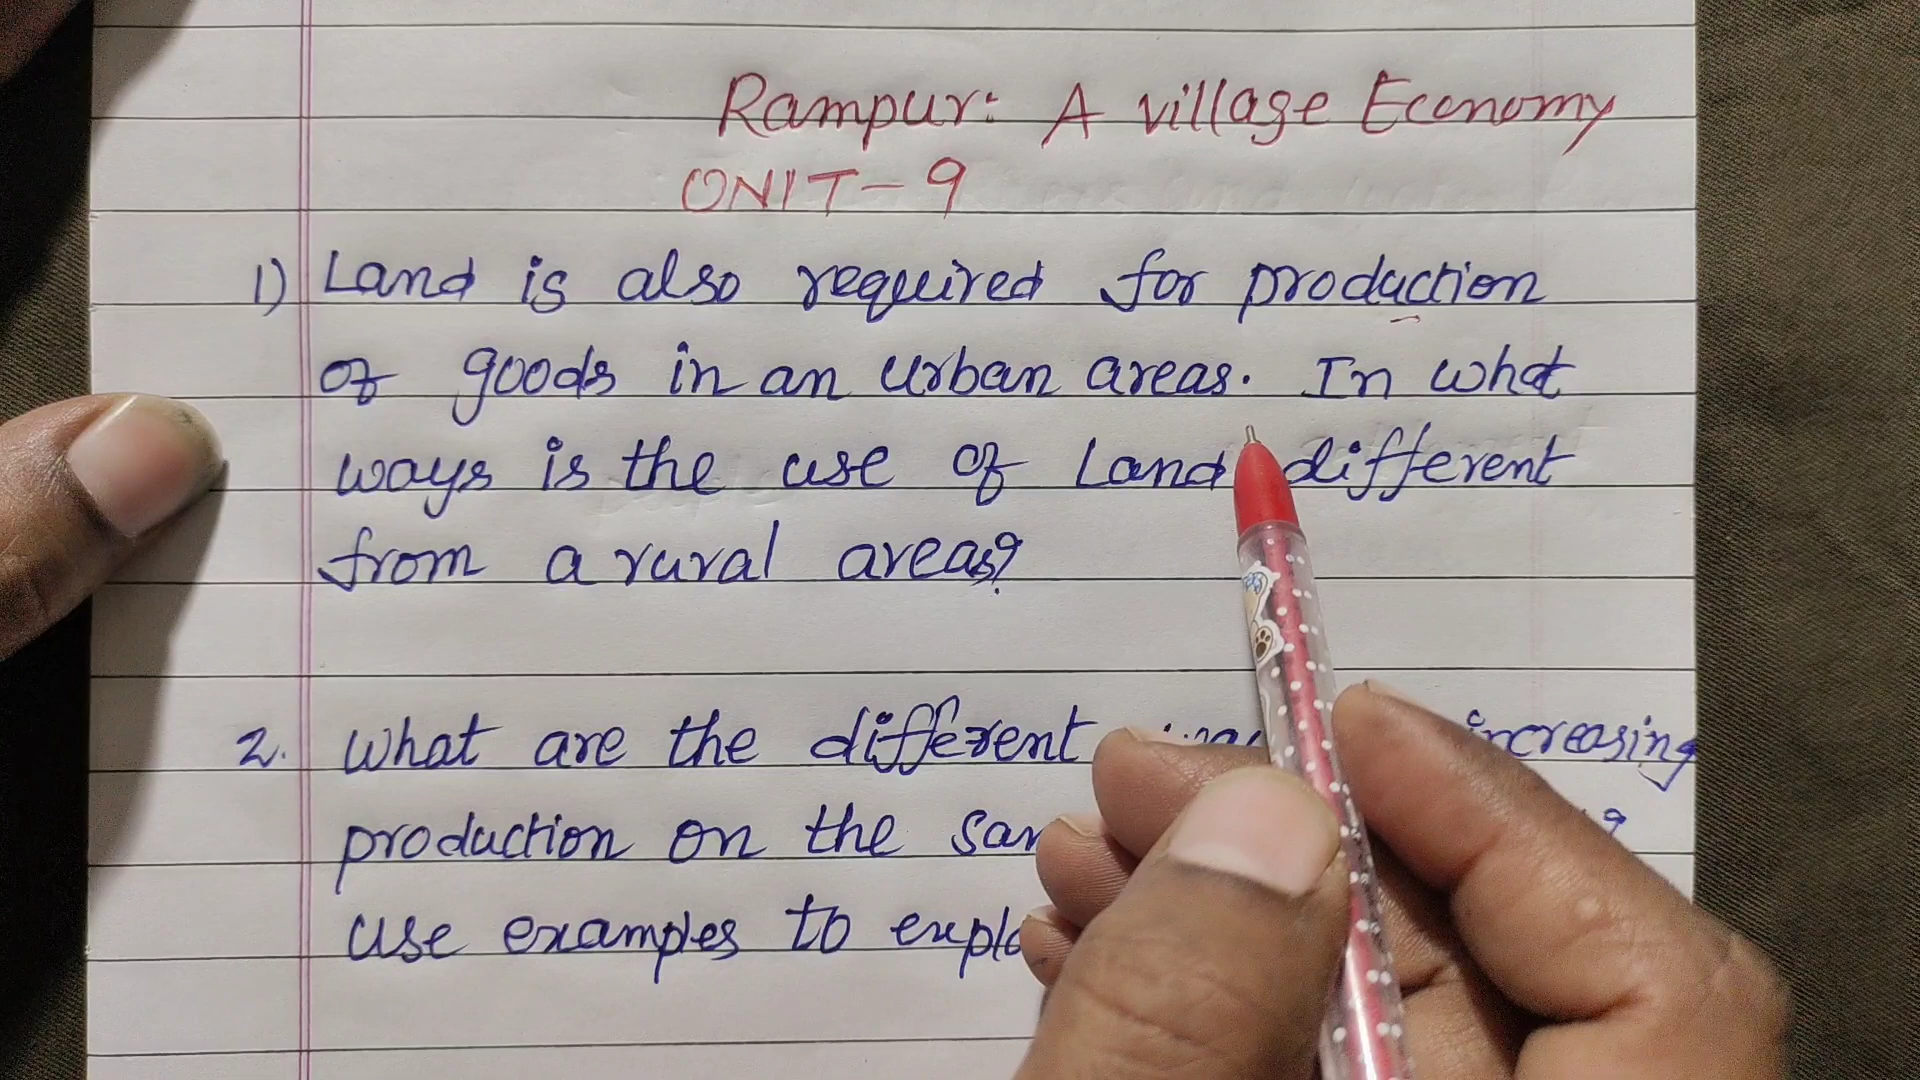 Rampur: A village Economy
UNIT-9
1) Land is also required for production
of goods in an urban areas. In what
ways is the use of Land different
from a rural areas?
2. What are the different increasing
production on the
use examples to